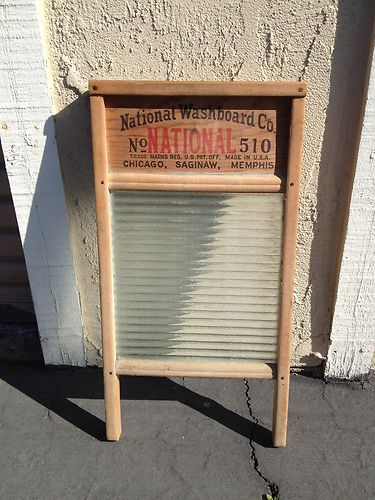 National Washboard Co.
No NATIONAL 510
TRADE MARKS REG. U.S. PAT. OFF. MADE IN U.S.A.
CHICAGO, SAGINAW, MEMPHIS